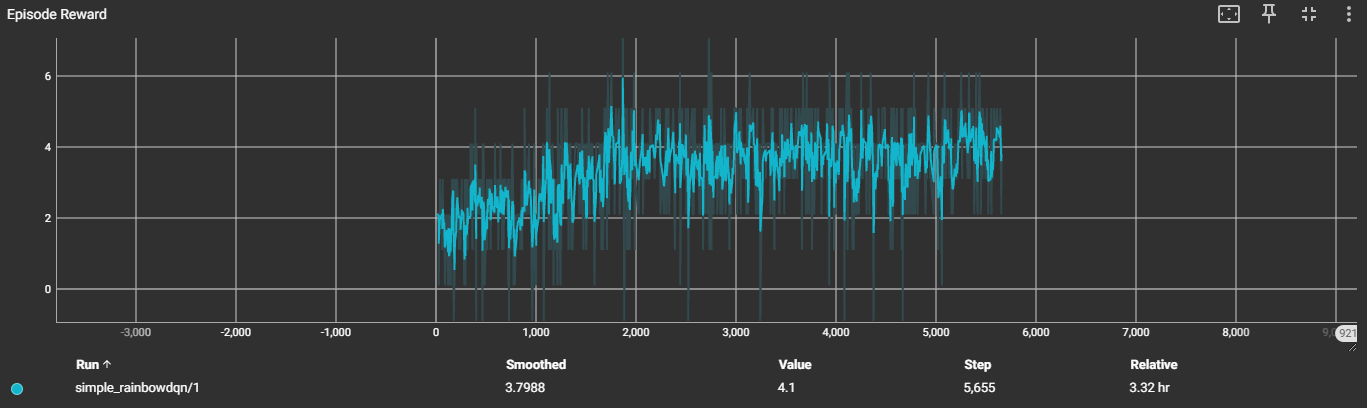 Episode Reward
6
4
2
0
-3,000 -2,000 -1,000 0 1,000 2,000 3,000 4,000 5,000 6,000 7,000 8,000 921
Run Smoothed Value Step Relative
simple_rainbowdqn/1 3.7988 4.1 5,655 3.32 hr